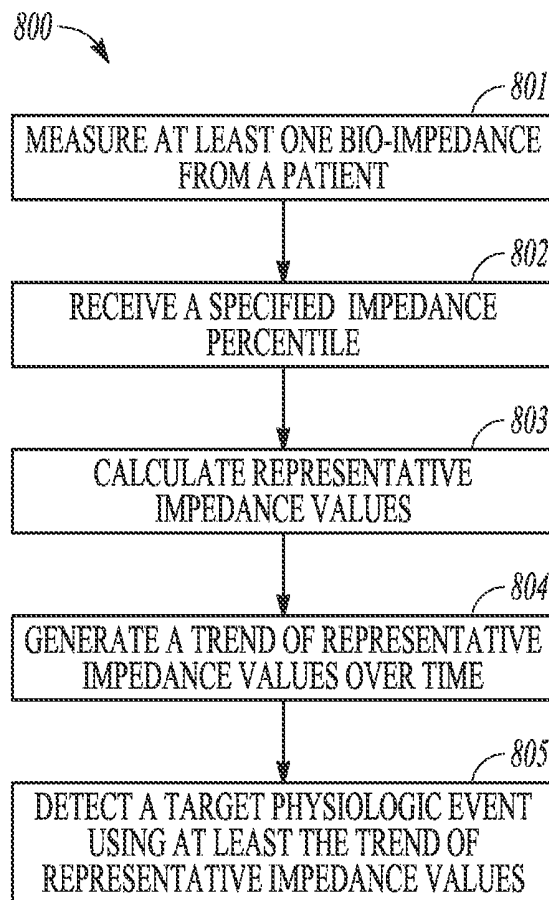 800
801
MEASURE AT LEAST ONE BIO-IMPEDANCE
FROM A PATIENT
802
RECEIVE A SPECIFIED IMPEDANCE
PERCENTILE
803
CALCULATE REPRESENTATIVE
IMPEDANCE VALUES
804
GENERATE A TREND OF REPRESENTATIVE
IMPEDANCE VALUES OVER TIME
805
DETECT A TARGET PHYSIOLOGIC EVENT
USING AT LEAST THE TREND OF
REPRESENTATIVE IMPEDANCE VALUES